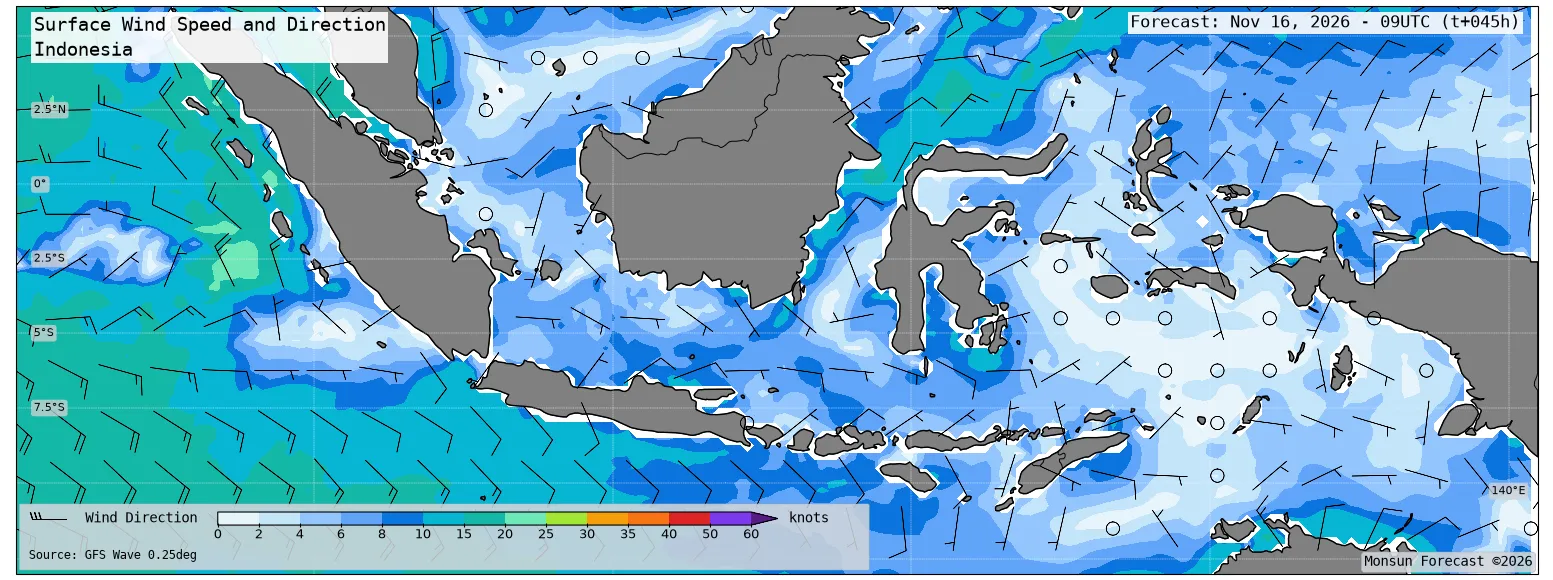 Surface Wind Speed and Direction
Indonesia
Forecast: Nov 16, 2026 - 09UTC (t+045h)
2.5°N
0°
2.5°S
5°S
7.5°S
140°E
Wind Direction
0 2 4 6 8 10 15 20 25 30 35 40 50 60
knots
Source: GFS Wave 0.25deg
Monsun Forecast ©2026